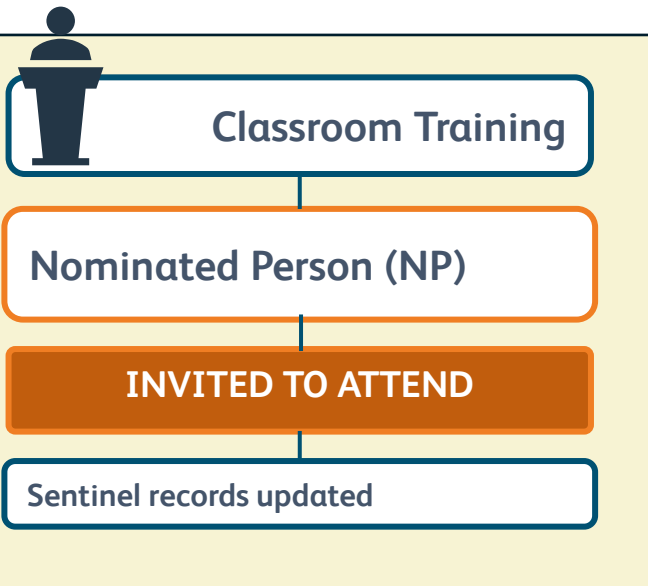 Classroom Training
Nominated Person (NP)
INVITED TO ATTEND
Sentinel records updated